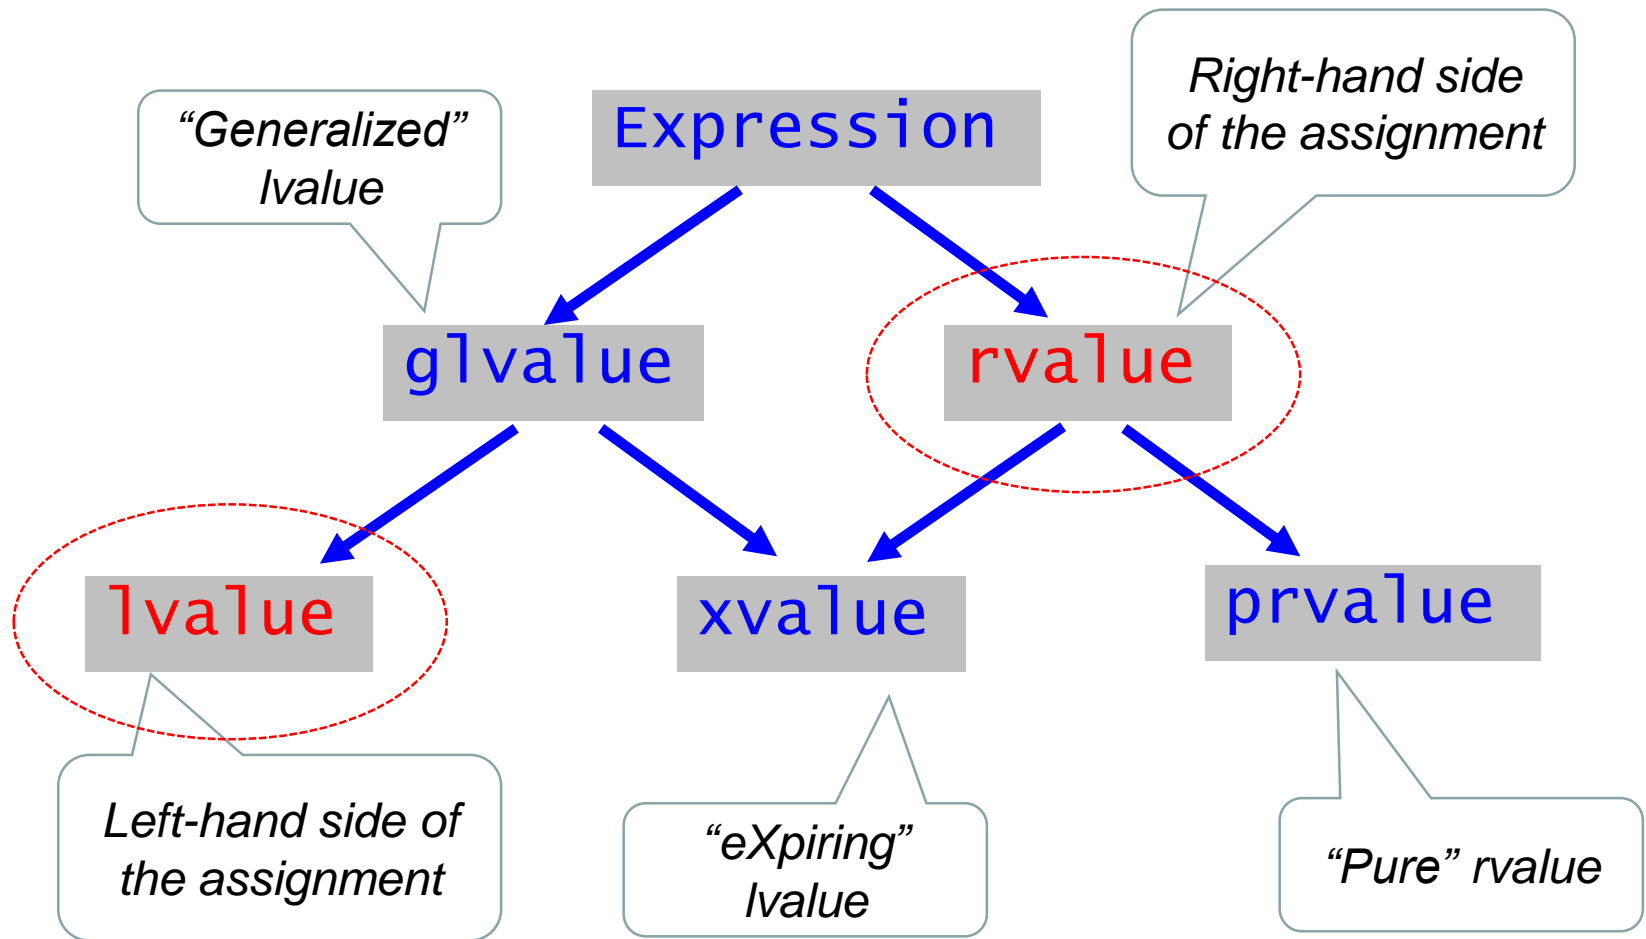 “Generalized”
lvalue
Expression
Right-hand side
of the assignment
glvalue
rvalue
lvalue
xvalue
prvalue
Left-hand side of
the assignment
“eXpiring”
lvalue
“Pure” rvalue